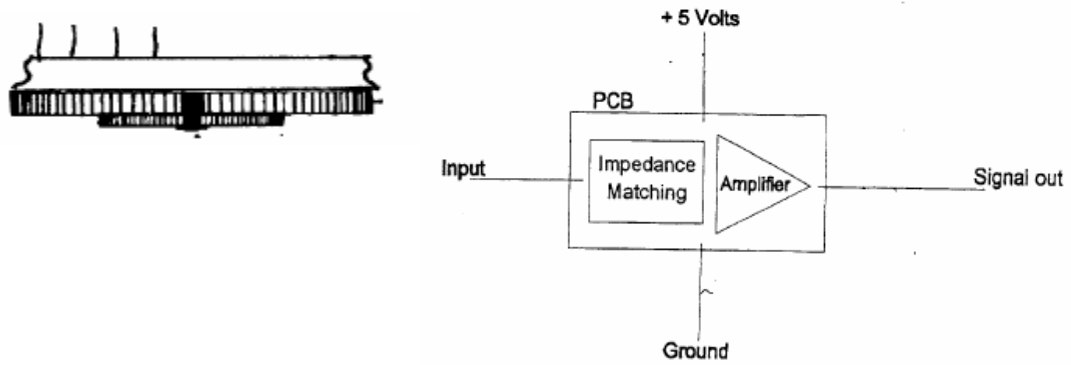 + 5 Volts
PCB
Input
Impedance
Matching
Amplifier
Signal out
Ground